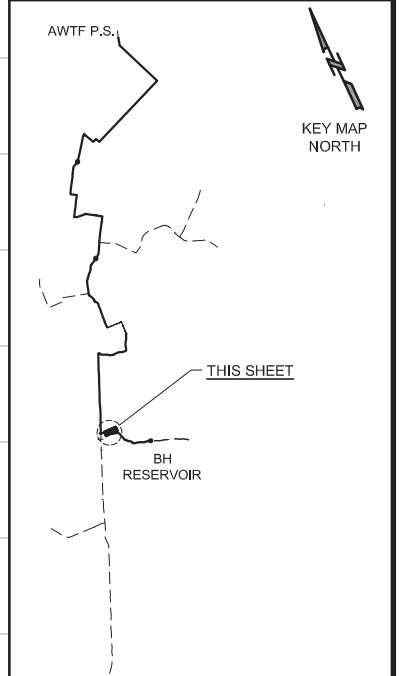 AWTF P.S.
KEY MAP
NORTH
THIS SHEET
BH
RESERVOIR